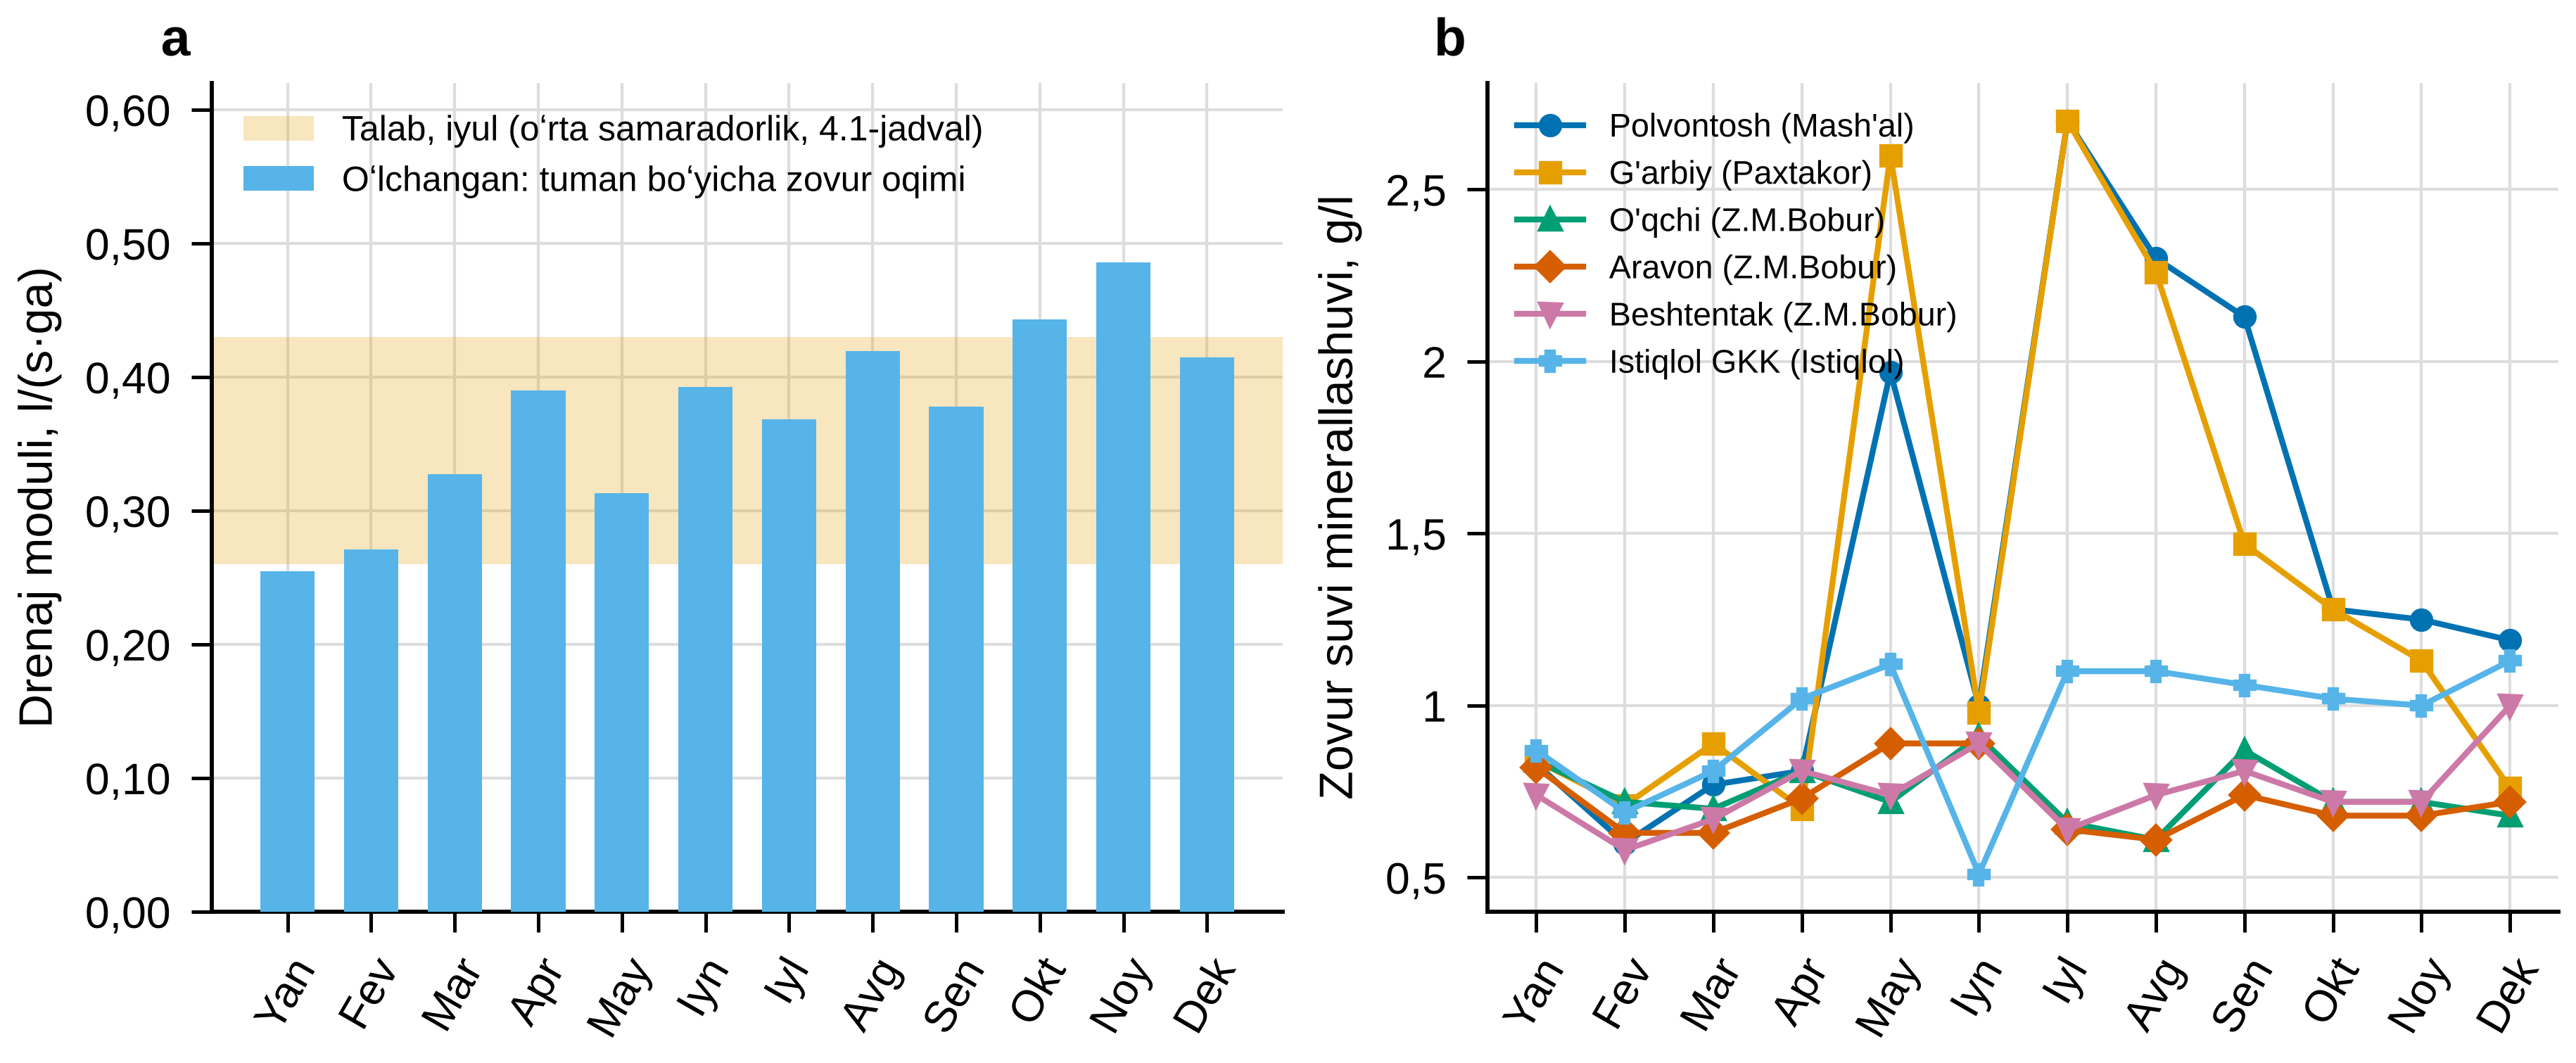 a
Drenaj moduli, l/(s·ga)
0,60
0,50
0,40
0,30
0,20
0,10
0,00
Talab, iyul (o‘rta samaradorlik, 4.1-jadval)
O‘lchangan: tuman bo‘yicha zovur oqimi
Yan Fev Mar Apr May Iyn Iyl Avg Sen Okt Noy Dek
b
Zovur suvi minerallashuvi, g/l
2,5
2
1,5
1
0,5
Polvontosh (Mash'al)
G'arbiy (Paxtakor)
O'qchi (Z.M.Bobur)
Aravon (Z.M.Bobur)
Beshtentak (Z.M.Bobur)
Istiqlol GKK (Istiqlol)
Yan Fev Mar Apr May Iyn Iyl Avg Sen Okt Noy Dek